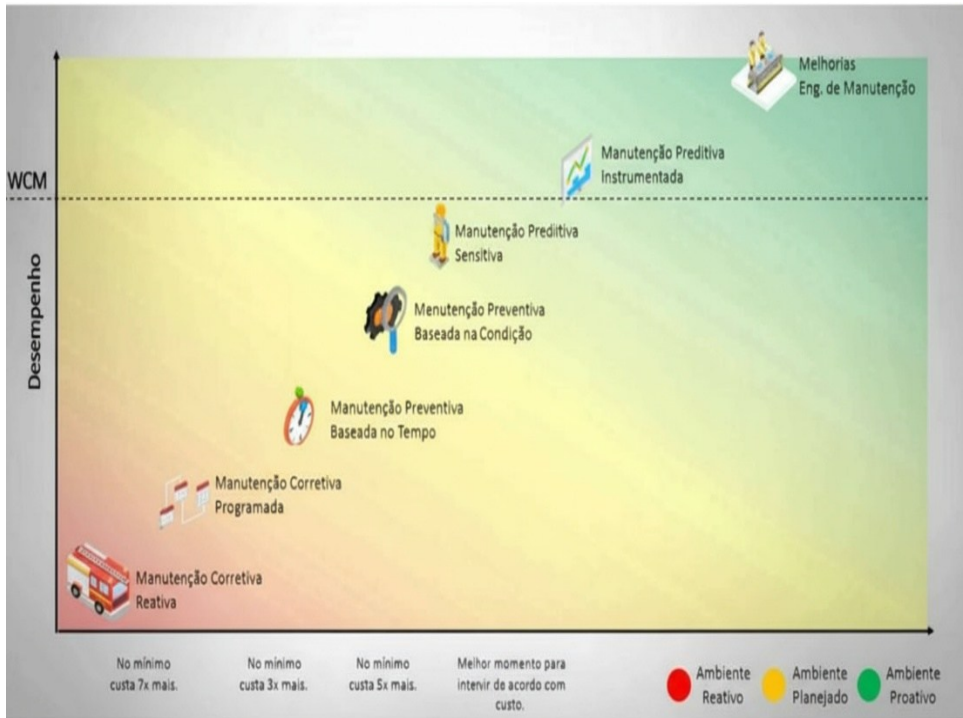 Melhorias
Eng. de Manutenção
Manutenção Preditiva
Instrumentada
WCM
Manutenção Prediitiva
Sensitiva
Menutenção Preventiva
Baseada na Condição
Desempenho
Manutenção Preventiva
Baseada no Tempo
Manutenção Corretiva
Programada
Manutenção Corretiva
Reativa
No mínimo
custa 7x mais.
No mínimo
custa 3x mais.
No mínimo
custa 5x mais.
Melhor momento para
intervir de acordo com
custo.
Ambiente
Reativo
Ambiente
Planejado
Ambiente
Proativo